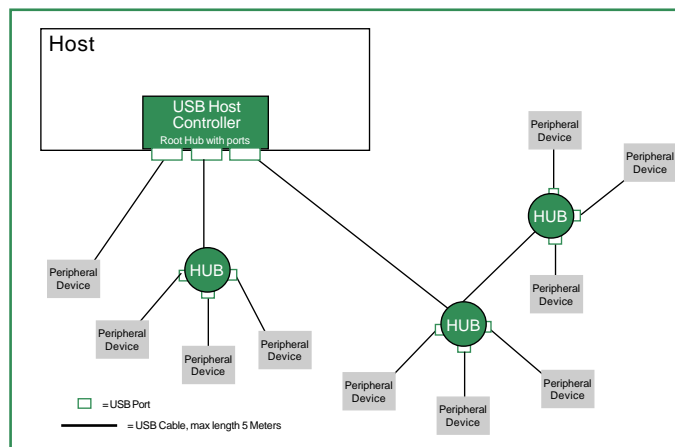 Host
USB Host
Controller
Root Hub with ports
Peripheral
Device
Peripheral
Device
HUB
Peripheral
Device
Peripheral
Device
HUB
Peripheral
Device
Peripheral
Device
Peripheral
Device
HUB
Peripheral
Device
Peripheral
Device
Peripheral
Device
Peripheral
Device
= USB Port
= USB Cable, max length 5 Meters